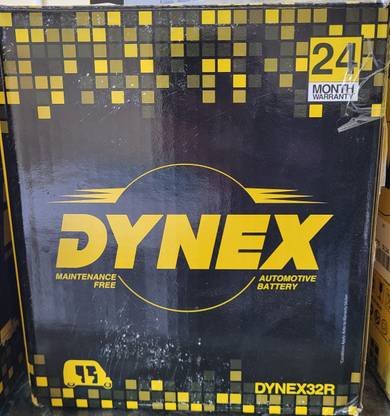 24
MONTH
WARRANTY
DYNEX
MAINTENANCE
FREE
AUTOMOTIVE
BATTERY
DYNEX32R